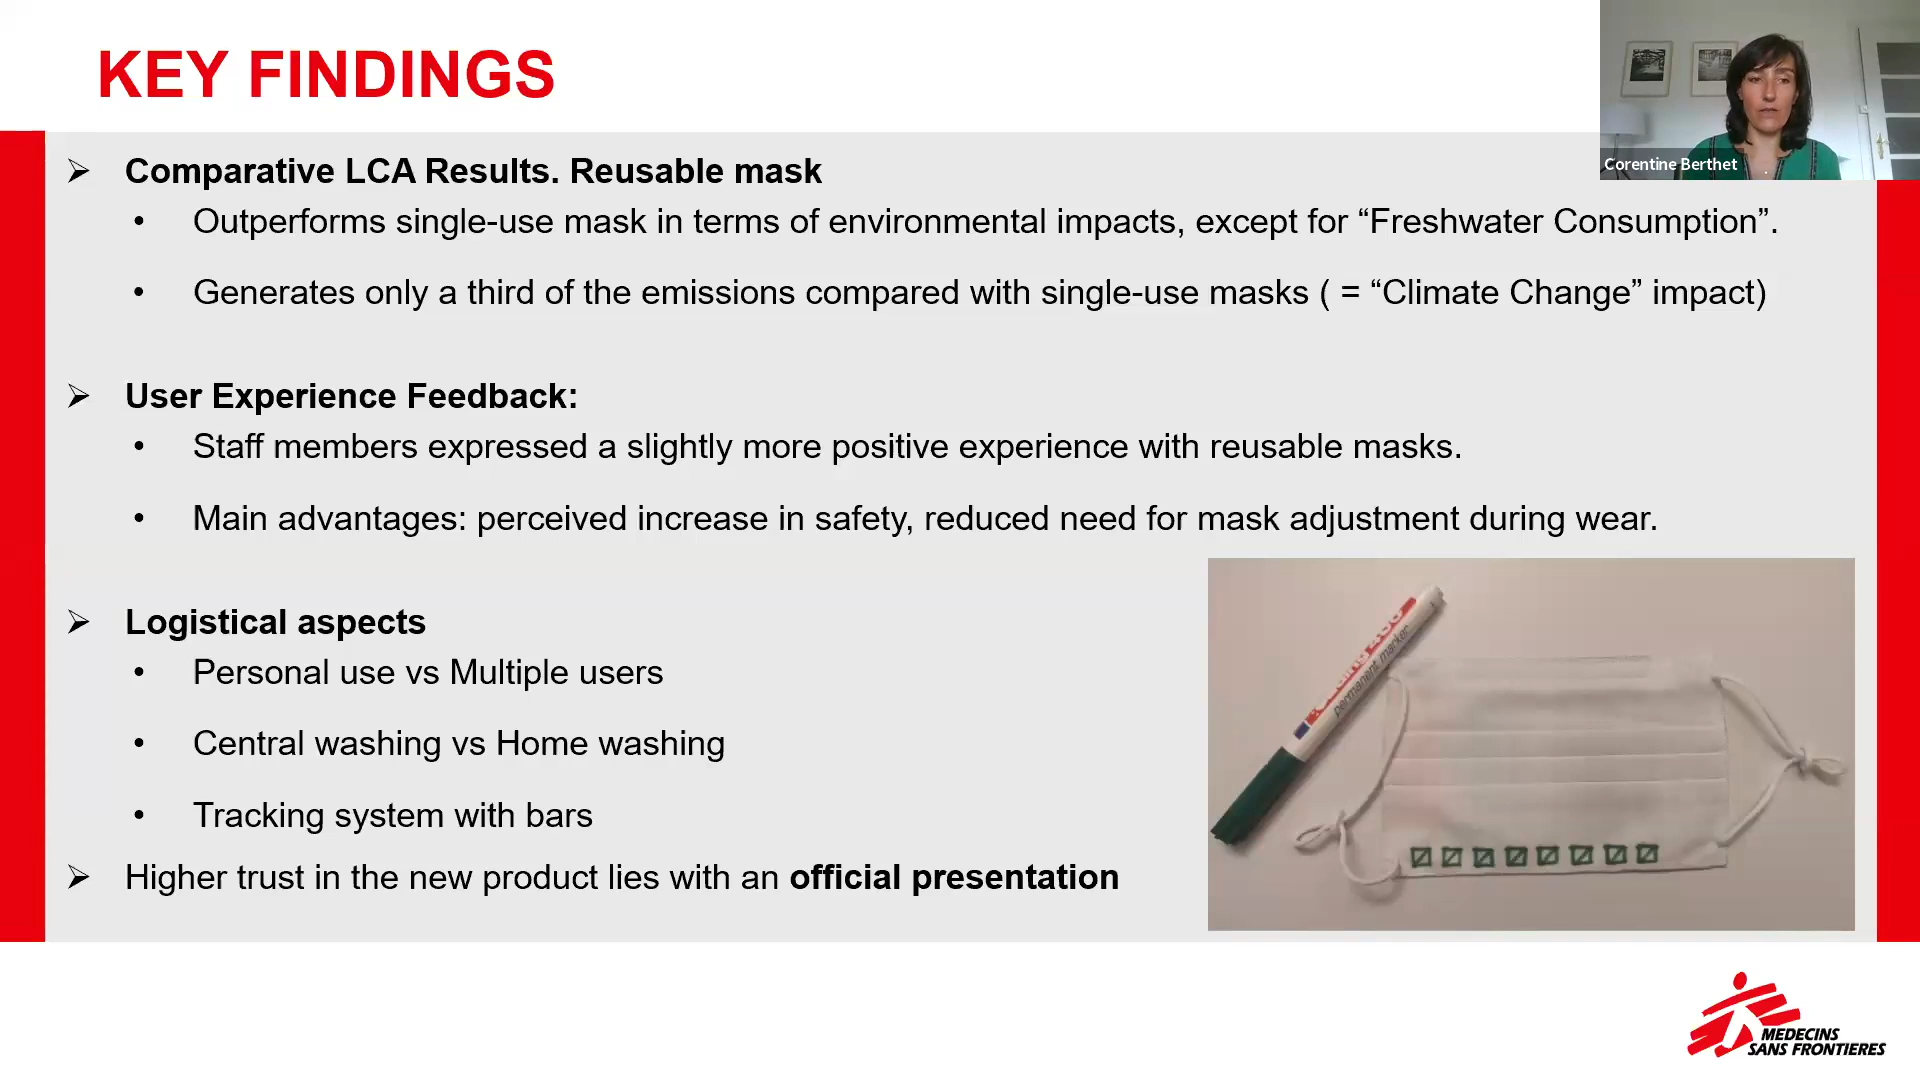 KEY FINDINGS
Corentine Berthet
➢ Comparative LCA Results. Reusable mask
• Outperforms single-use mask in terms of environmental impacts, except for “Freshwater Consumption”.
• Generates only a third of the emissions compared with single-use masks ( = “Climate Change” impact)
➢ User Experience Feedback:
• Staff members expressed a slightly more positive experience with reusable masks.
• Main advantages: perceived increase in safety, reduced need for mask adjustment during wear.
➢ Logistical aspects
• Personal use vs Multiple users
• Central washing vs Home washing
• Tracking system with bars
➢ Higher trust in the new product lies with an official presentation
permanent marker
MEDECINS
SANS FRONTIERES